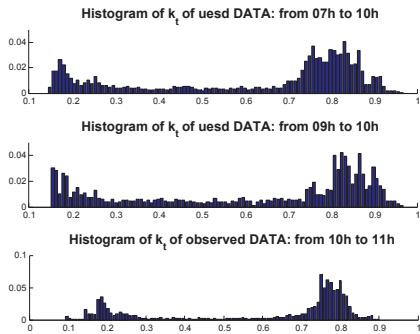 Histogram of kt of uesd DATA: from 07h to 10h
0.04
0.02
0
0.1 0.2 0.3 0.4 0.5 0.6 0.7 0.8 0.9 1
Histogram of kt of uesd DATA: from 09h to 10h
0.04
0.02
0
0.1 0.2 0.3 0.4 0.5 0.6 0.7 0.8 0.9 1
Histogram of kt of observed DATA: from 10h to 11h
0.1
0.05
0
0 0.1 0.2 0.3 0.4 0.5 0.6 0.7 0.8 0.9 1